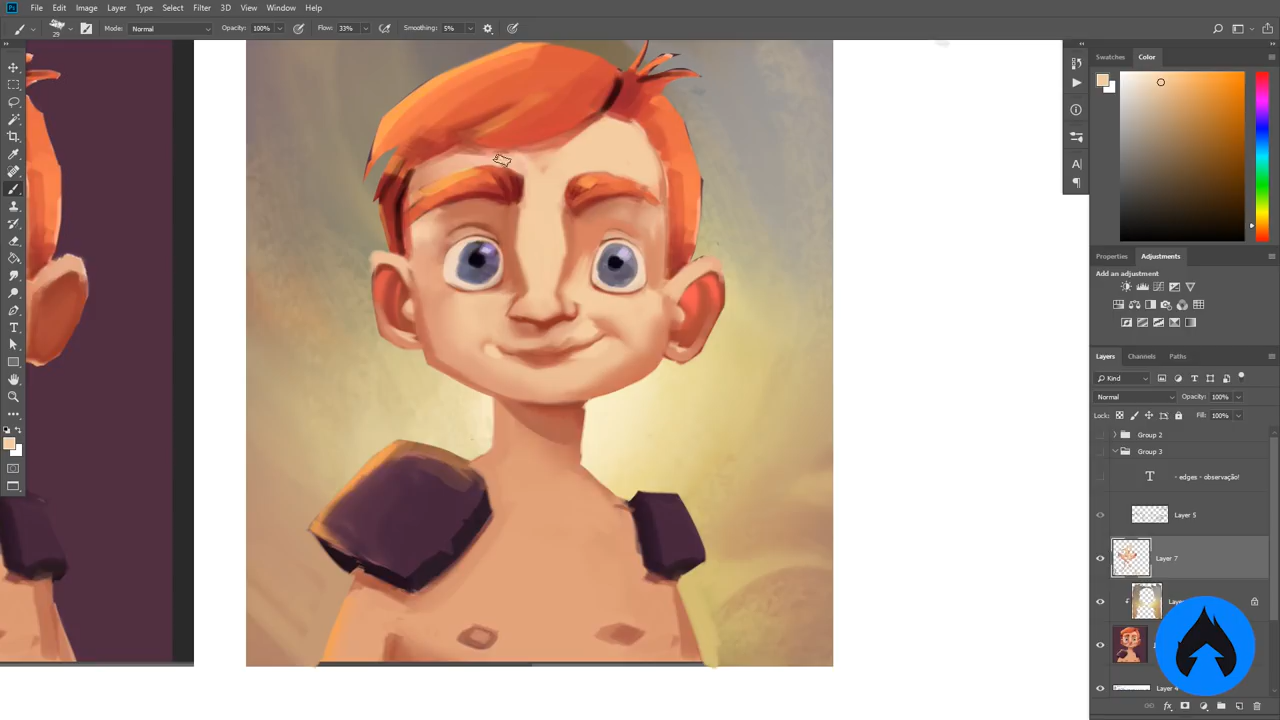 Ps File Edit Image Layer Type Select Filter 3D View Window Help
29 Mode: Normal Opacity: 100% Flow: 33% Smoothing: 5%
Swatches Color
A|
Properties Adjustments
Add an adjustment
Layers Channels Paths
Kind T
Normal Opacity: 100%
Lock: Fill: 100%
Group 2
Group 3
T - edges - observação!
Layer 5
Layer 7
Layer 4